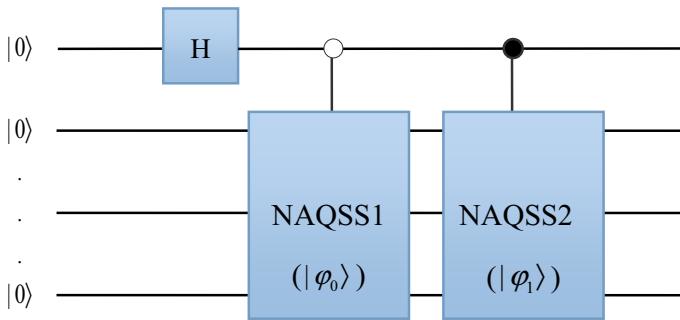 |0⟩
H
|0⟩
.
.
.
NAQSS1 NAQSS2
(|φ₀⟩) (|φ₁⟩)
|0⟩